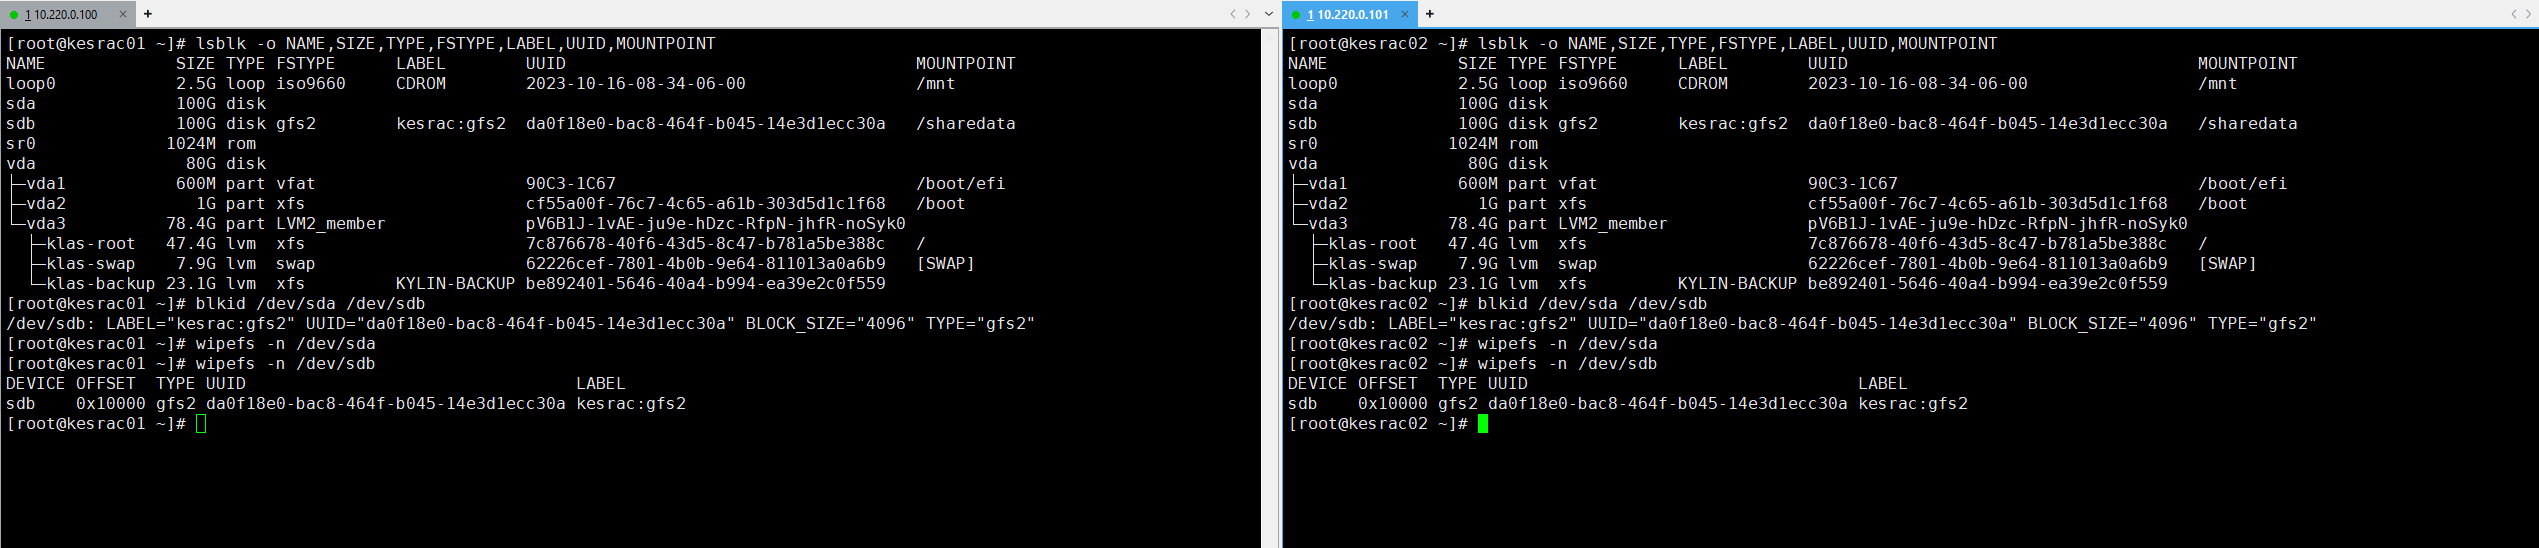 1 10.220.0.100 × +
[root@kesrac01 ~]# lsblk -o NAME,SIZE,TYPE,FSTYPE,LABEL,UUID,MOUNTPOINT
NAME SIZE TYPE FSTYPE LABEL UUID MOUNTPOINT
loop0 2.5G loop iso9660 CDROM 2023-10-16-08-34-06-00 /mnt
sda 100G disk
sdb 100G disk gfs2 kesrac:gfs2 da0f18e0-bac8-464f-b045-14e3d1ecc30a /sharedata
sr0 1024M rom
vda 80G disk
├─vda1 600M part vfat 90C3-1C67 /boot/efi
├─vda2 1G part xfs cf55a00f-76c7-4c65-a61b-303d5d1c1f68 /boot
└─vda3 78.4G part LVM2_member pV6B1J-1vAE-ju9e-hDzc-RfpN-jhfR-noSyk0
├─klas-root 47.4G lvm xfs 7c876678-40f6-43d5-8c47-b781a5be388c /
├─klas-swap 7.9G lvm swap 62226cef-7801-4b0b-9e64-811013a0a6b9 [SWAP]
└─klas-backup 23.1G lvm xfs KYLIN-BACKUP be892401-5646-40a4-b994-ea39e2c0f559
[root@kesrac01 ~]# blkid /dev/sda /dev/sdb
/dev/sdb: LABEL="kesrac:gfs2" UUID="da0f18e0-bac8-464f-b045-14e3d1ecc30a" BLOCK_SIZE="4096" TYPE="gfs2"
[root@kesrac01 ~]# wipefs -n /dev/sda
[root@kesrac01 ~]# wipefs -n /dev/sdb
DEVICE OFFSET TYPE UUID LABEL
sdb 0x10000 gfs2 da0f18e0-bac8-464f-b045-14e3d1ecc30a kesrac:gfs2
[root@kesrac01 ~]#
1 10.220.0.101 × +
[root@kesrac02 ~]# lsblk -o NAME,SIZE,TYPE,FSTYPE,LABEL,UUID,MOUNTPOINT
NAME SIZE TYPE FSTYPE LABEL UUID MOUNTPOINT
loop0 2.5G loop iso9660 CDROM 2023-10-16-08-34-06-00 /mnt
sda 100G disk
sdb 100G disk gfs2 kesrac:gfs2 da0f18e0-bac8-464f-b045-14e3d1ecc30a /sharedata
sr0 1024M rom
vda 80G disk
├─vda1 600M part vfat 90C3-1C67 /boot/efi
├─vda2 1G part xfs cf55a00f-76c7-4c65-a61b-303d5d1c1f68 /boot
└─vda3 78.4G part LVM2_member pV6B1J-1vAE-ju9e-hDzc-RfpN-jhfR-noSyk0
├─klas-root 47.4G lvm xfs 7c876678-40f6-43d5-8c47-b781a5be388c /
├─klas-swap 7.9G lvm swap 62226cef-7801-4b0b-9e64-811013a0a6b9 [SWAP]
└─klas-backup 23.1G lvm xfs KYLIN-BACKUP be892401-5646-40a4-b994-ea39e2c0f559
[root@kesrac02 ~]# blkid /dev/sda /dev/sdb
/dev/sdb: LABEL="kesrac:gfs2" UUID="da0f18e0-bac8-464f-b045-14e3d1ecc30a" BLOCK_SIZE="4096" TYPE="gfs2"
[root@kesrac02 ~]# wipefs -n /dev/sda
[root@kesrac02 ~]# wipefs -n /dev/sdb
DEVICE OFFSET TYPE UUID LABEL
sdb 0x10000 gfs2 da0f18e0-bac8-464f-b045-14e3d1ecc30a kesrac:gfs2
[root@kesrac02 ~]#